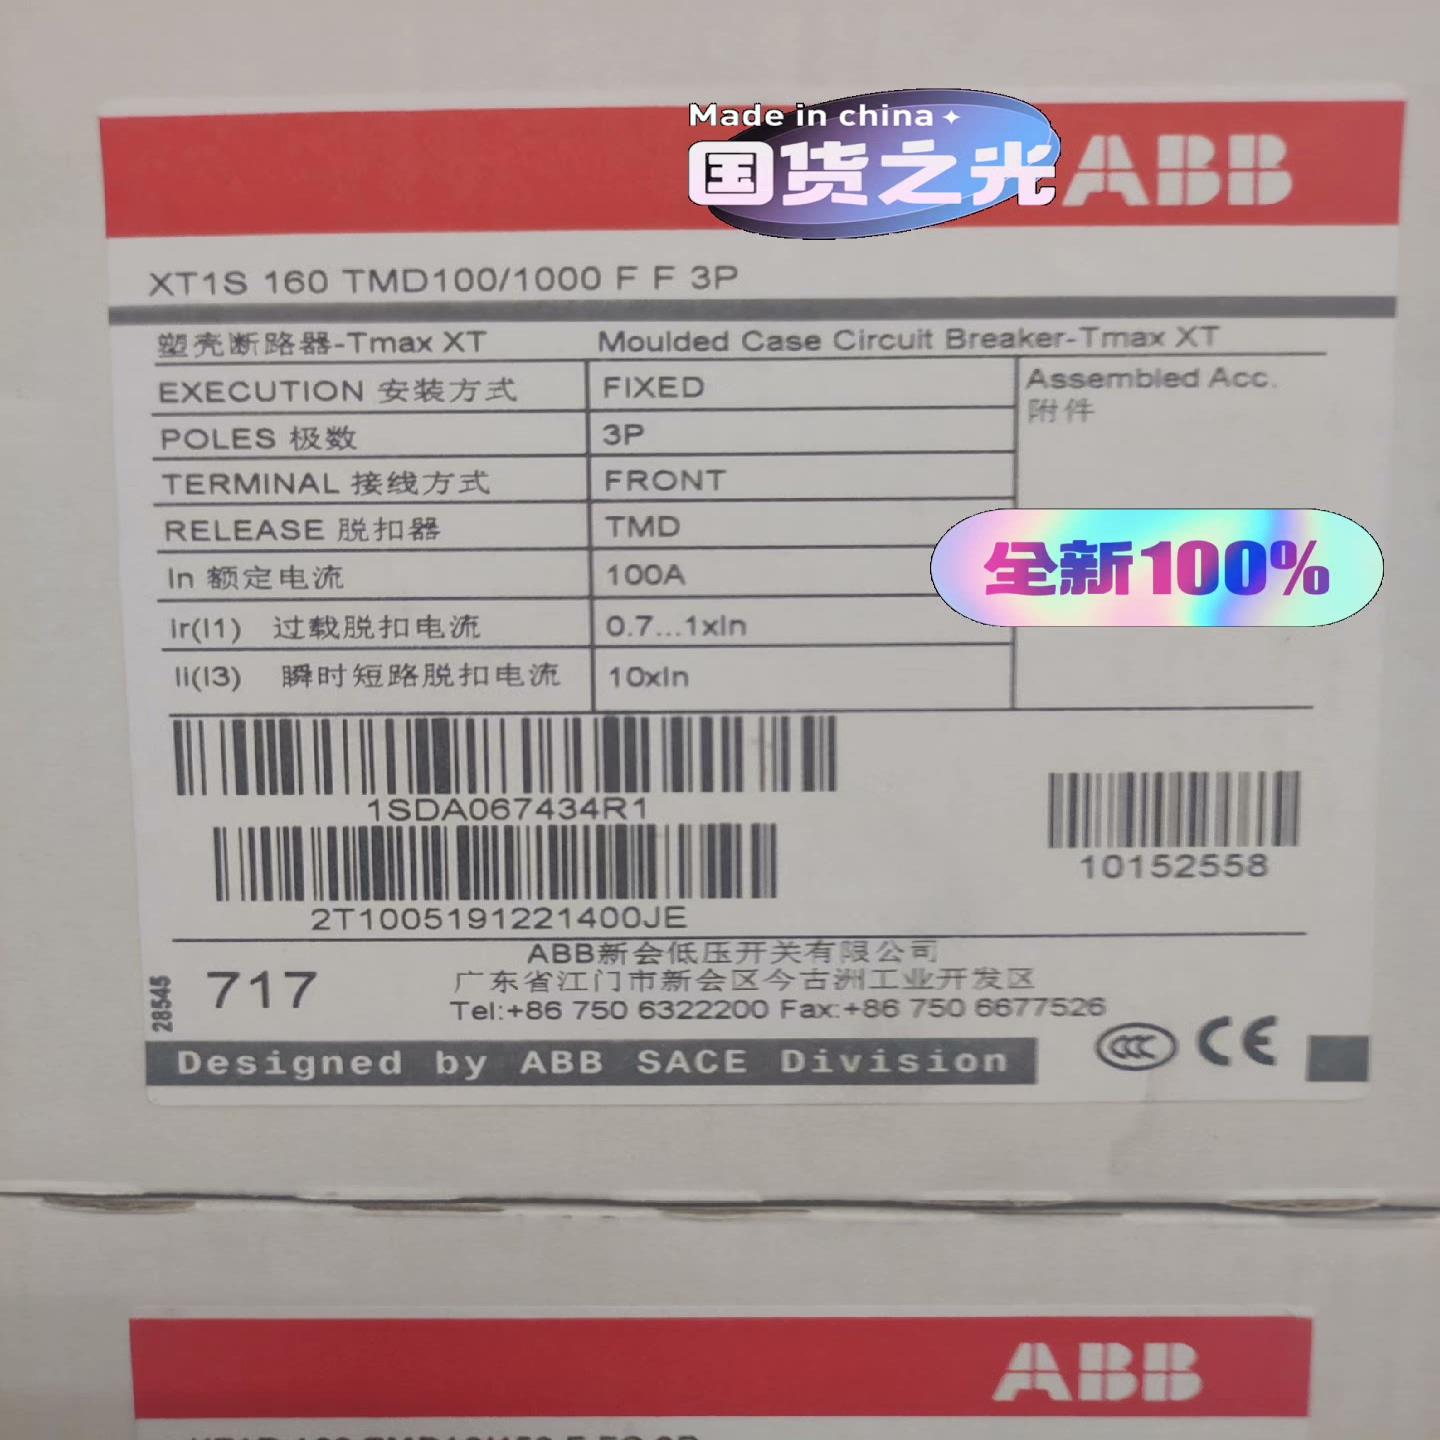 Made in china
国货之光
ABB
XT1S 160 TMD100/1000 F F 3P
塑壳断路器-Tmax XT Moulded Case Circuit Breaker-Tmax XT
EXECUTION 安装方式 FIXED Assembled Acc.
附件
POLES 极数 3P
TERMINAL 接线方式 FRONT
RELEASE 脱扣器 TMD
全新100%
In 额定电流 100A
Ir(I1) 过载脱扣电流 0.7...1xIn
Ii(I3) 瞬时短路脱扣电流 10xIn
1SDA067434R1
10152558
2T1005191221400JE
ABB新会低压开关有限公司
广东省江门市新会区今古洲工业开发区
Tel:+86 750 6322200 Fax:+86 750 6677526
28545
717
CCC CE
Designed by ABB SACE Division
ABB